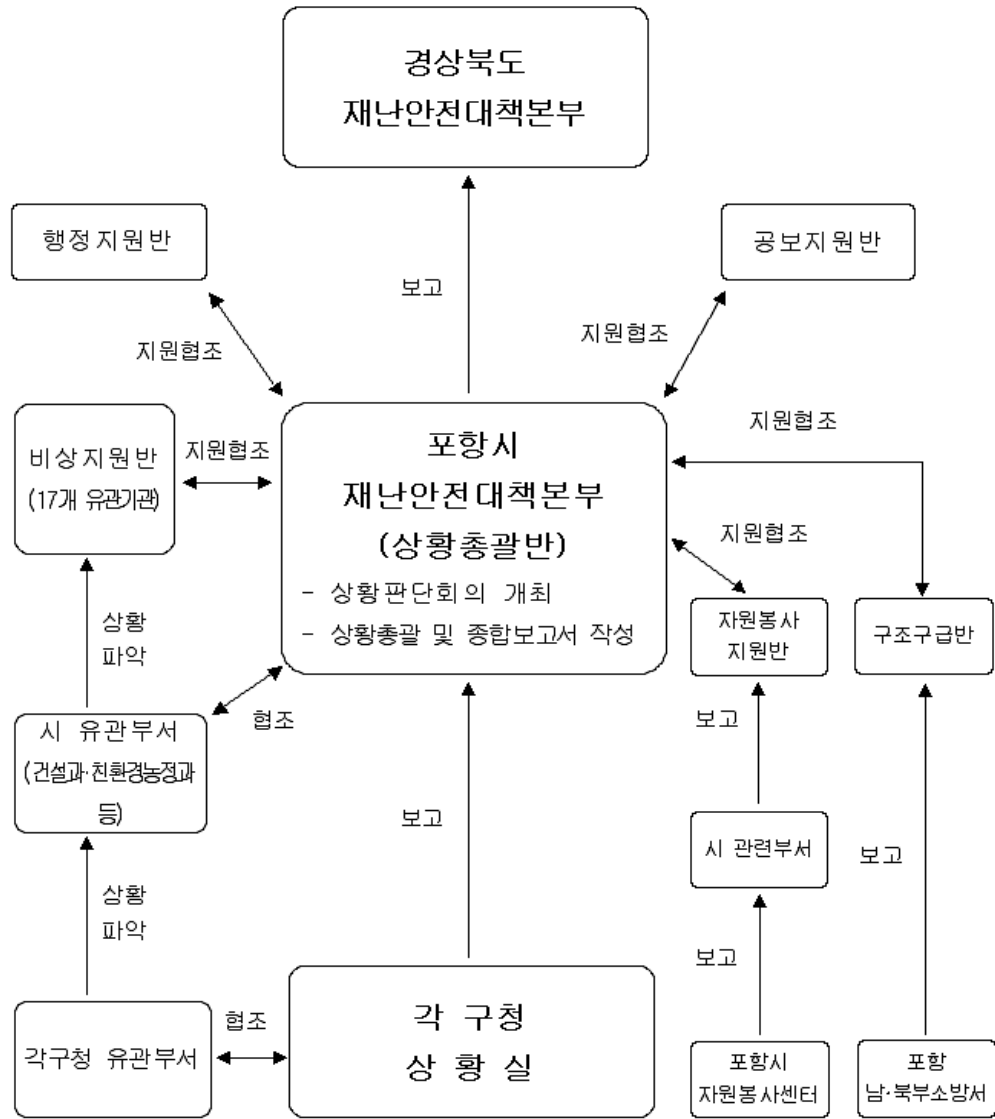 경상북도
재난안전대책본부
행정지원반
공보지원반
보고
지원협조
지원협조
비상지원반
(17개 유관기관)
지원협조
포항시
재난안전대책본부
(상황총괄반)
- 상황판단회의 개최
- 상황총괄 및 종합보고서 작성
지원협조
지원협조
자원봉사
지원반
구조구급반
상황
파악
협조
시 유관부서
(건설과·친환경농정과
등)
보고
보고
시 관련부서
보고
상황
파악
보고
각구청 유관부서
협조
각 구청
상 황 실
포항시
자원봉사센터
포항
남·북부소방서